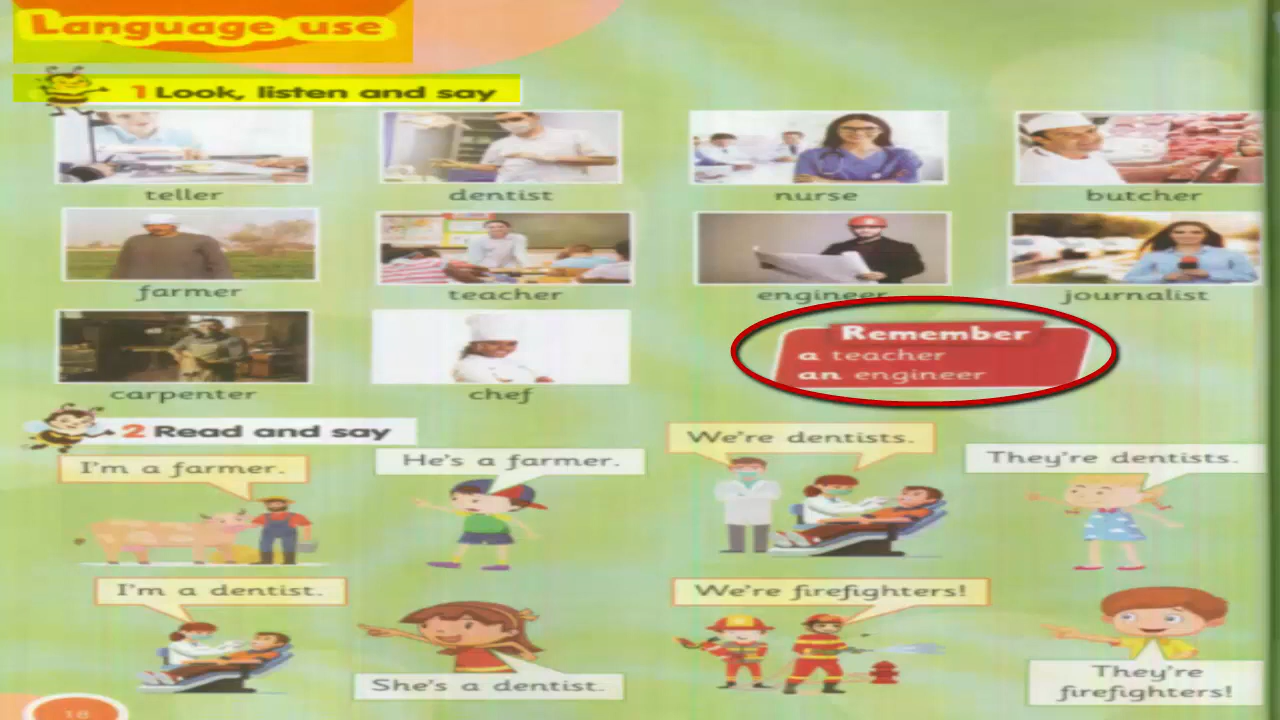 Language use
1 Look, listen and say
teller dentist nurse butcher
farmer teacher engineer journalist
carpenter chef
Remember
a teacher
an engineer
2 Read and say
I'm a farmer.
He's a farmer.
We're dentists.
They're dentists.
I'm a dentist.
She's a dentist.
We're firefighters!
They're
firefighters!
18